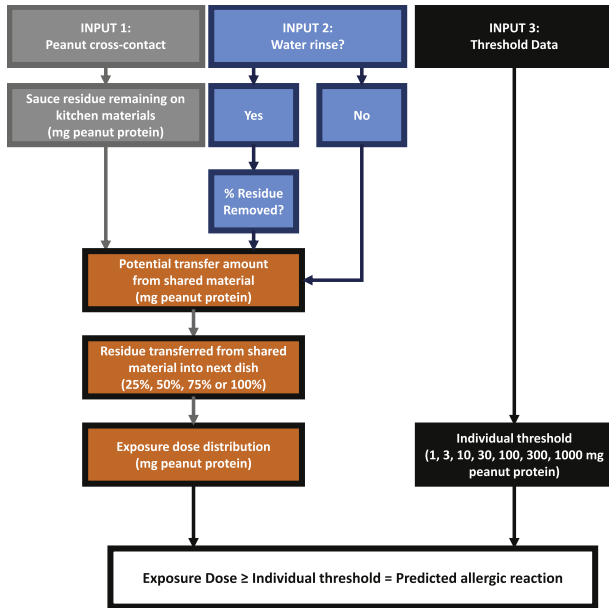 INPUT 1:
Peanut cross-contact
INPUT 2:
Water rinse?
INPUT 3:
Threshold Data
Sauce residue remaining on
kitchen materials
(mg peanut protein)
Yes
No
% Residue
Removed?
Potential transfer amount
from shared material
(mg peanut protein)
Residue transferred from shared
material into next dish
(25%, 50%, 75% or 100%)
Exposure dose distribution
(mg peanut protein)
Individual threshold
(1, 3, 10, 30, 100, 300, 1000 mg
peanut protein)
Exposure Dose ≥ Individual threshold = Predicted allergic reaction